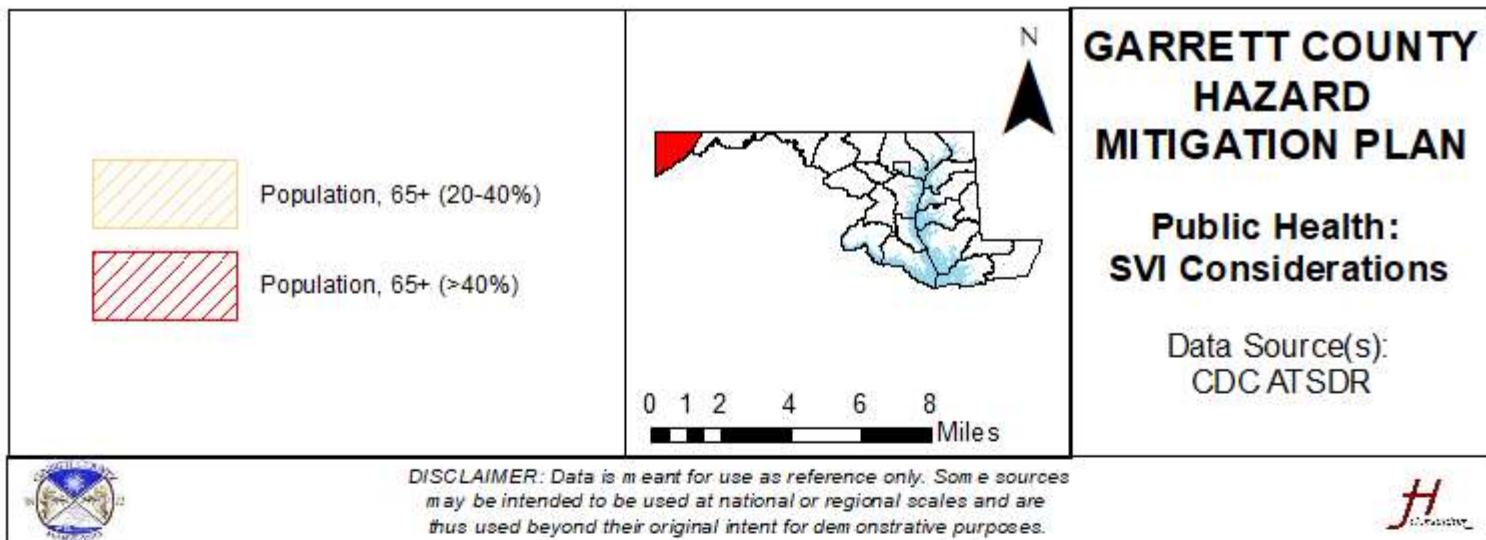 Population, 65+ (20-40%)
Population, 65+ (>40%)
N
0 1 2 4 6 8
Miles
GARRETT COUNTY
HAZARD
MITIGATION PLAN
Public Health:
SVI Considerations
Data Source(s):
CDC ATSDR
DISCLAIMER: Data is meant for use as reference only. Some sources
may be intended to be used at national or regional scales and are
thus used beyond their original intent for demonstrative purposes.